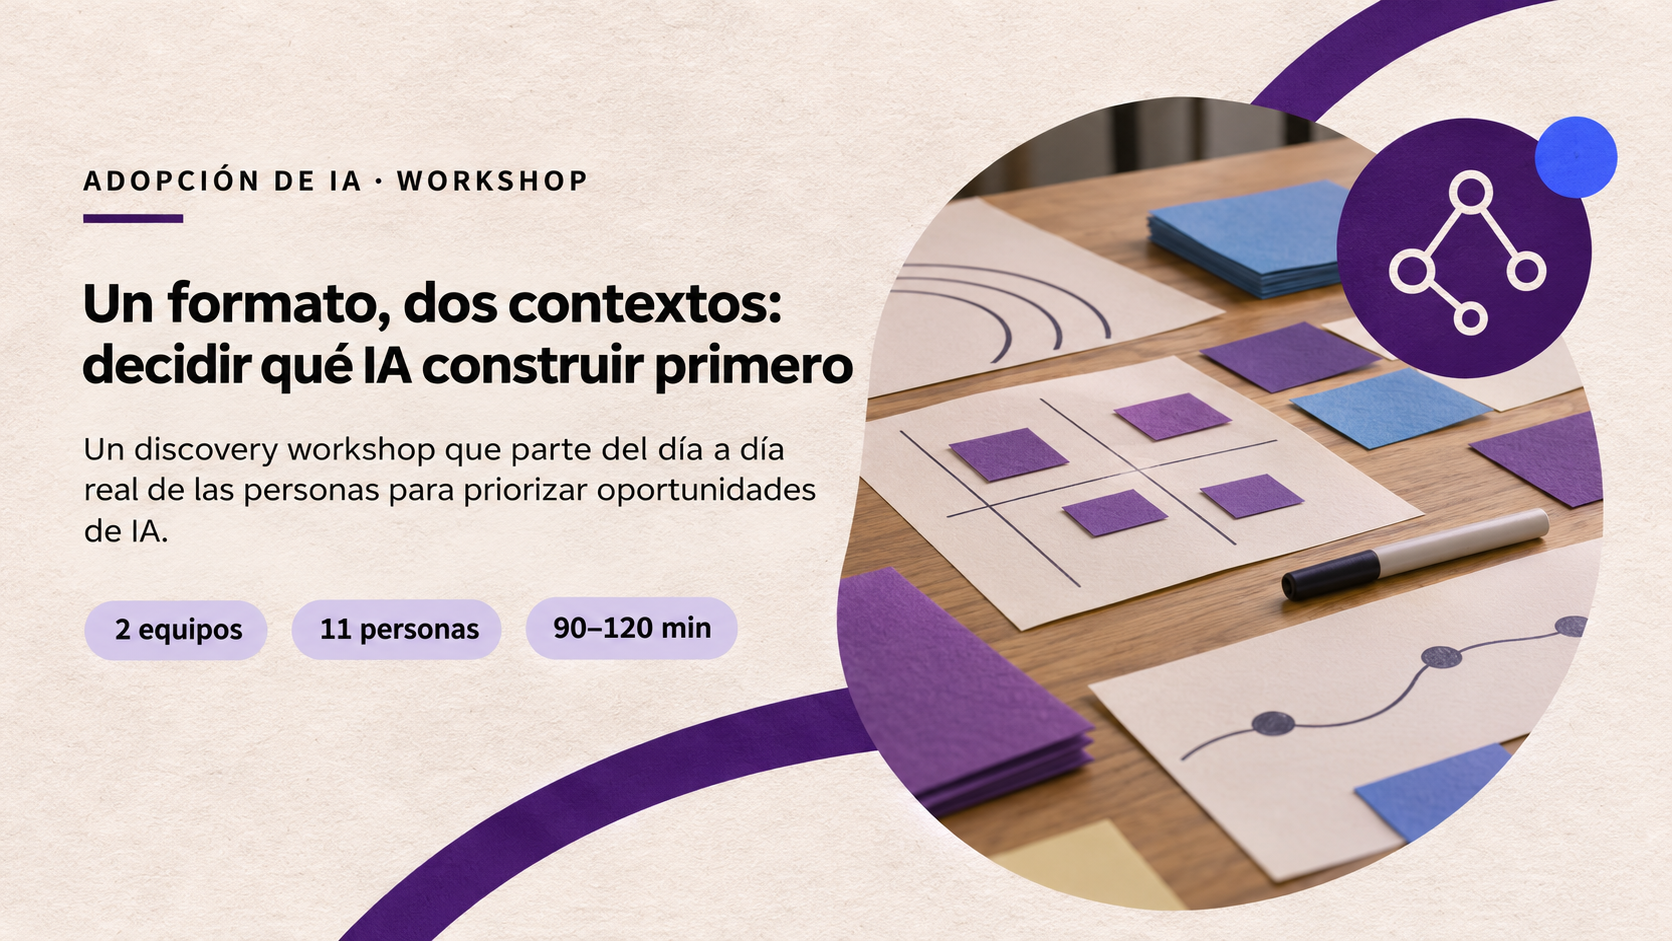 ADOPCIÓN DE IA · WORKSHOP
Un formato, dos contextos:
decidir qué IA construir primero
Un discovery workshop que parte del día a día
real de las personas para priorizar oportunidades
de IA.
2 equipos
11 personas
90–120 min